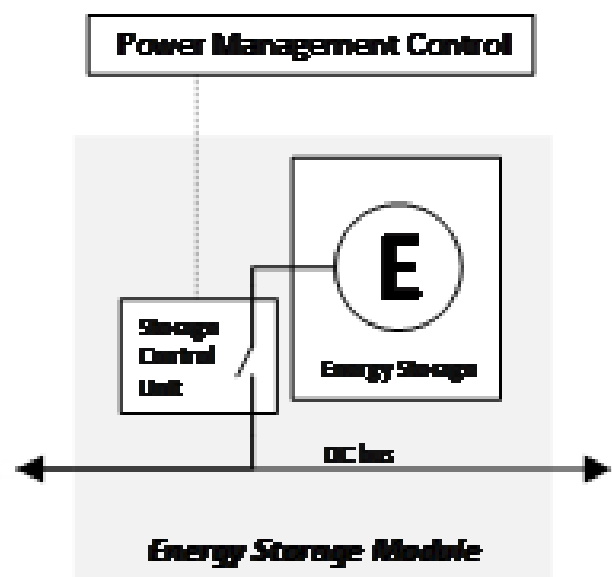 Power Management Control
E
Storage
Control
Unit
Energy Storage
DC bus
Energy Storage Module